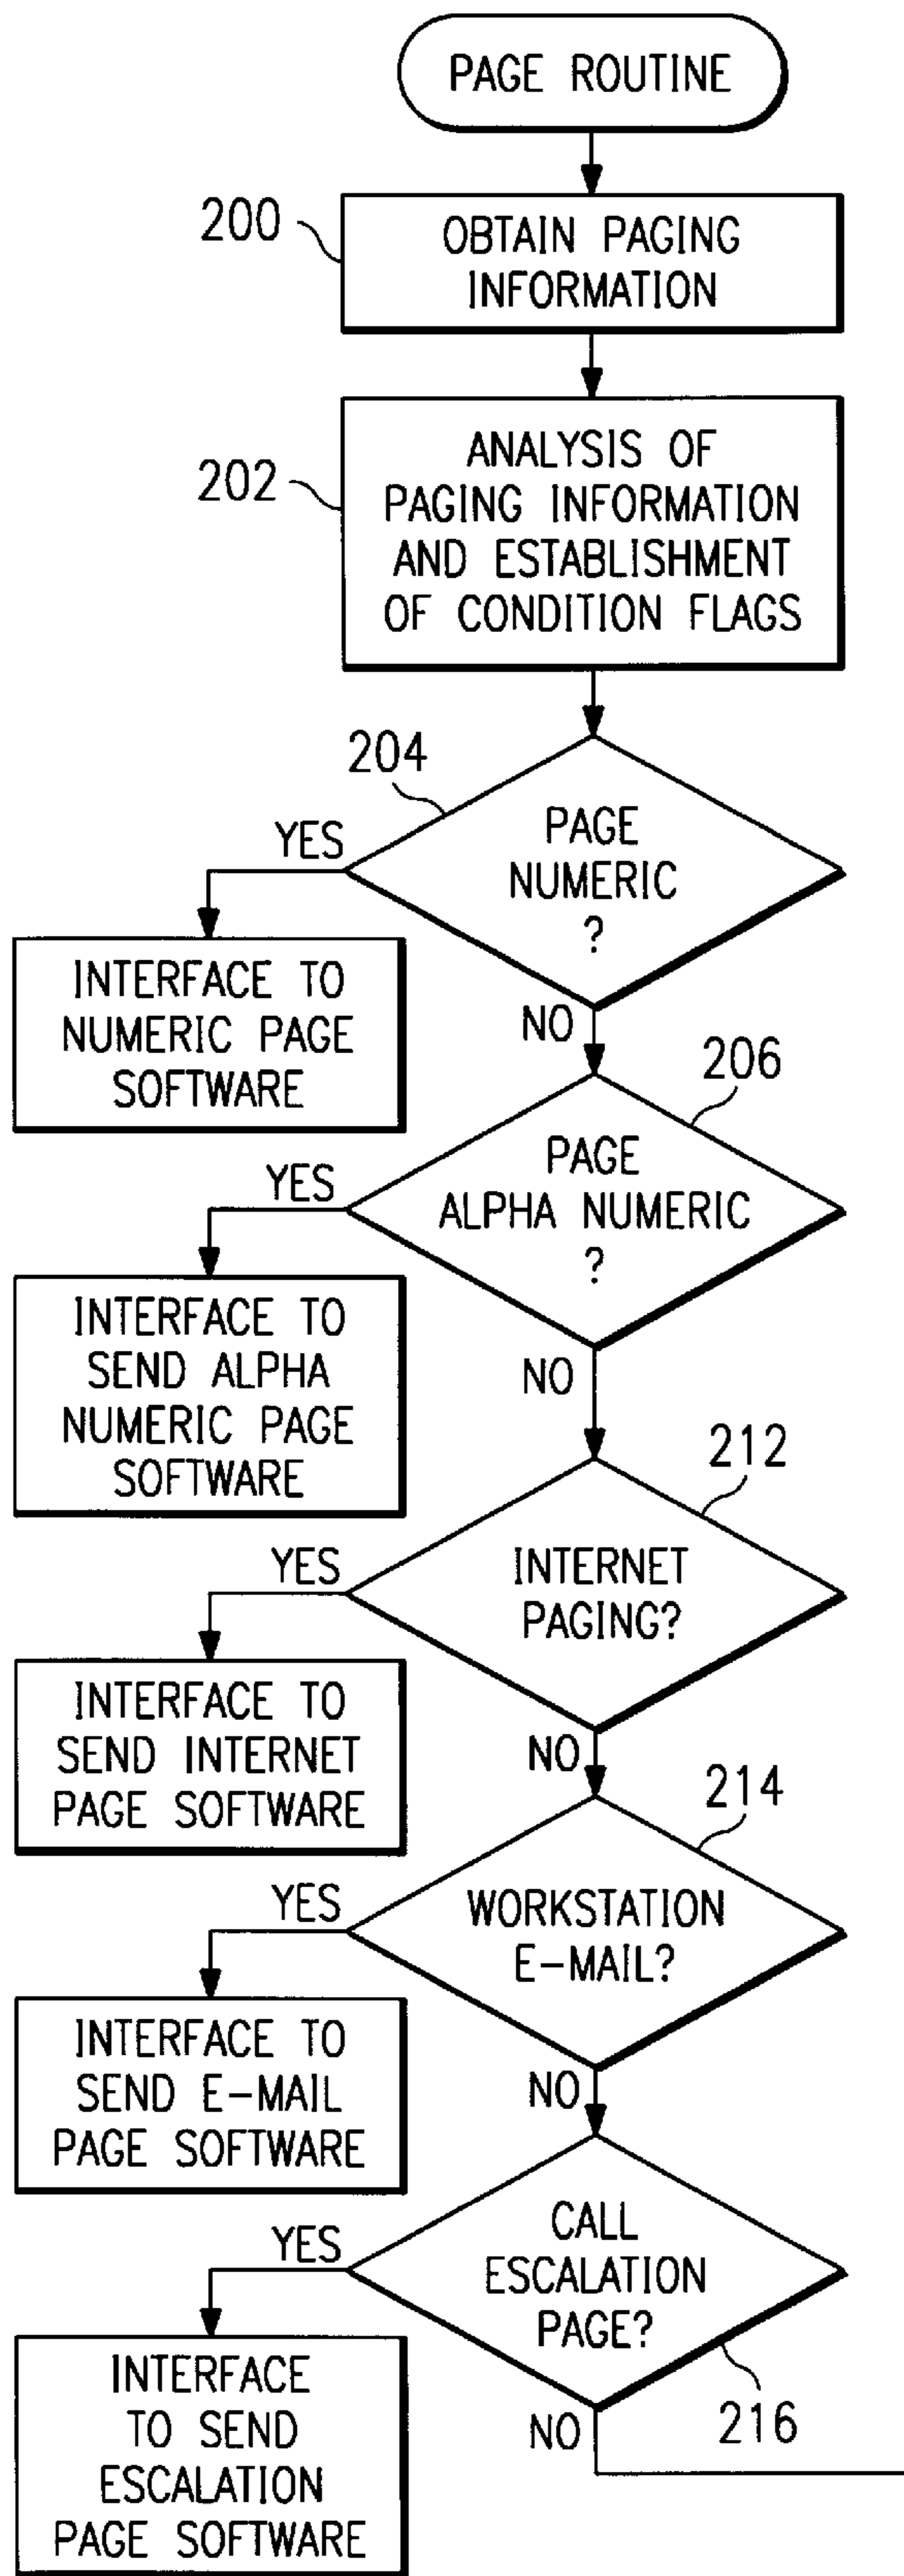 PAGE ROUTINE
200
OBTAIN PAGING
INFORMATION
202
ANALYSIS OF
PAGING INFORMATION
AND ESTABLISHMENT
OF CONDITION FLAGS
204
YES
PAGE
NUMERIC
?
INTERFACE TO
NUMERIC PAGE
SOFTWARE
NO
206
YES
PAGE
ALPHA NUMERIC
?
INTERFACE TO
SEND ALPHA
NUMERIC PAGE
SOFTWARE
NO
212
YES
INTERNET
PAGING?
INTERFACE TO
SEND INTERNET
PAGE SOFTWARE
NO
214
YES
WORKSTATION
E-MAIL?
INTERFACE TO
SEND E-MAIL
PAGE SOFTWARE
NO
YES
CALL
ESCALATION
PAGE?
216
INTERFACE
TO SEND
ESCALATION
PAGE SOFTWARE
NO